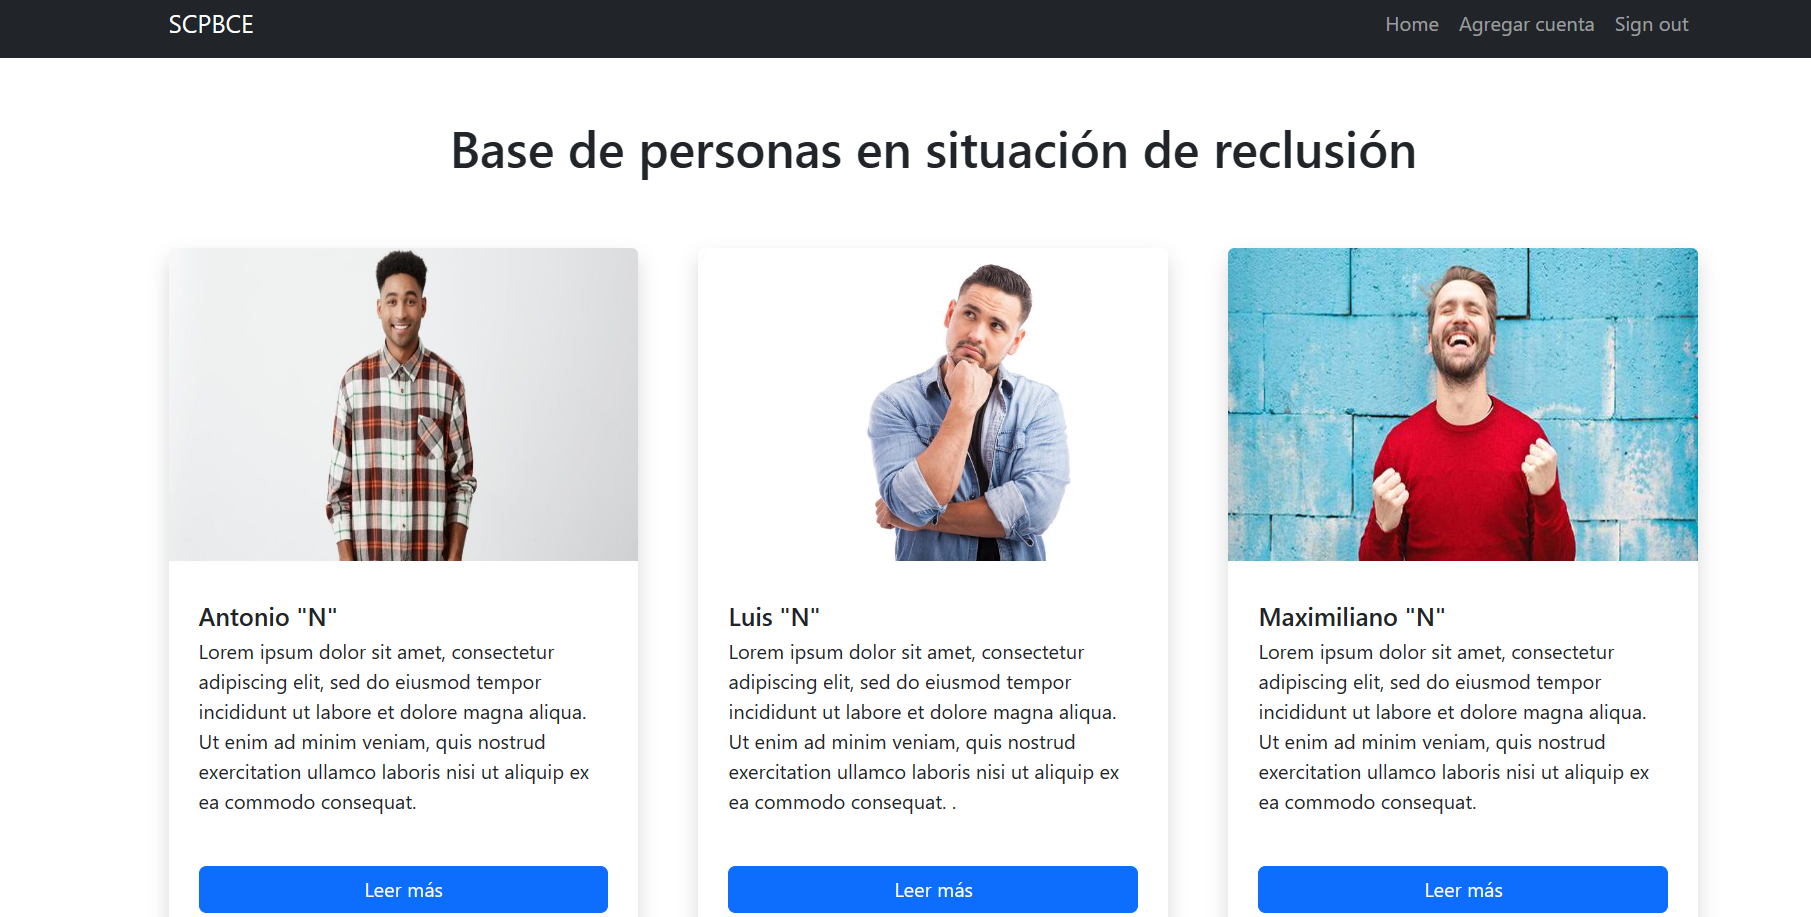 SCPBCE
Home Agregar cuenta Sign out
Base de personas en situación de reclusión
Antonio "N"
Lorem ipsum dolor sit amet, consectetur
adipiscing elit, sed do eiusmod tempor
incididunt ut labore et dolore magna aliqua.
Ut enim ad minim veniam, quis nostrud
exercitation ullamco laboris nisi ut aliquip ex
ea commodo consequat.
Leer más
Luis "N"
Lorem ipsum dolor sit amet, consectetur
adipiscing elit, sed do eiusmod tempor
incididunt ut labore et dolore magna aliqua.
Ut enim ad minim veniam, quis nostrud
exercitation ullamco laboris nisi ut aliquip ex
ea commodo consequat. .
Leer más
Maximiliano "N"
Lorem ipsum dolor sit amet, consectetur
adipiscing elit, sed do eiusmod tempor
incididunt ut labore et dolore magna aliqua.
Ut enim ad minim veniam, quis nostrud
exercitation ullamco laboris nisi ut aliquip ex
ea commodo consequat.
Leer más